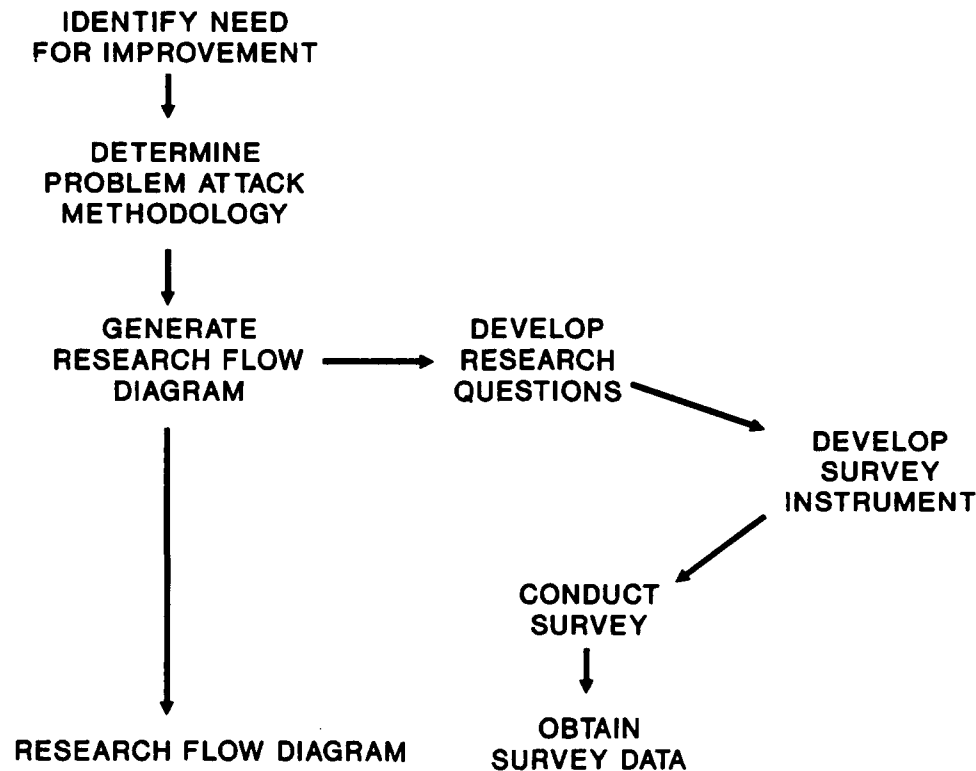 IDENTIFY NEED
FOR IMPROVEMENT
DETERMINE
PROBLEM ATTACK
METHODOLOGY
GENERATE
RESEARCH FLOW
DIAGRAM
DEVELOP
RESEARCH
QUESTIONS
DEVELOP
SURVEY
INSTRUMENT
CONDUCT
SURVEY
OBTAIN
SURVEY DATA
RESEARCH FLOW DIAGRAM